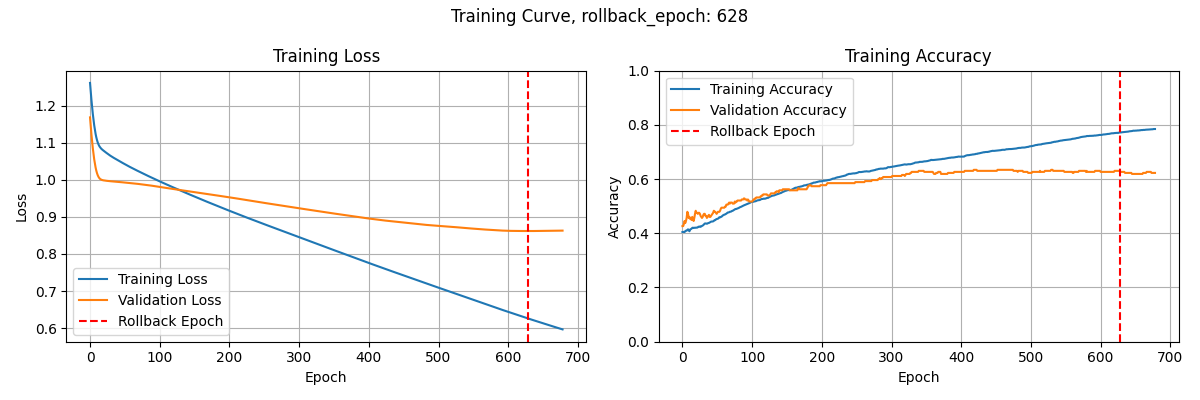 Training Curve, rollback_epoch: 628
Training Loss
Loss
1.2
1.1
1.0
0.9
0.8
0.7
0.6
Training Loss
Validation Loss
Rollback Epoch
0 100 200 300 400 500 600 700
Epoch
Training Accuracy
Accuracy
1.0
0.8
0.6
0.4
0.2
0.0
Training Accuracy
Validation Accuracy
Rollback Epoch
0 100 200 300 400 500 600 700
Epoch